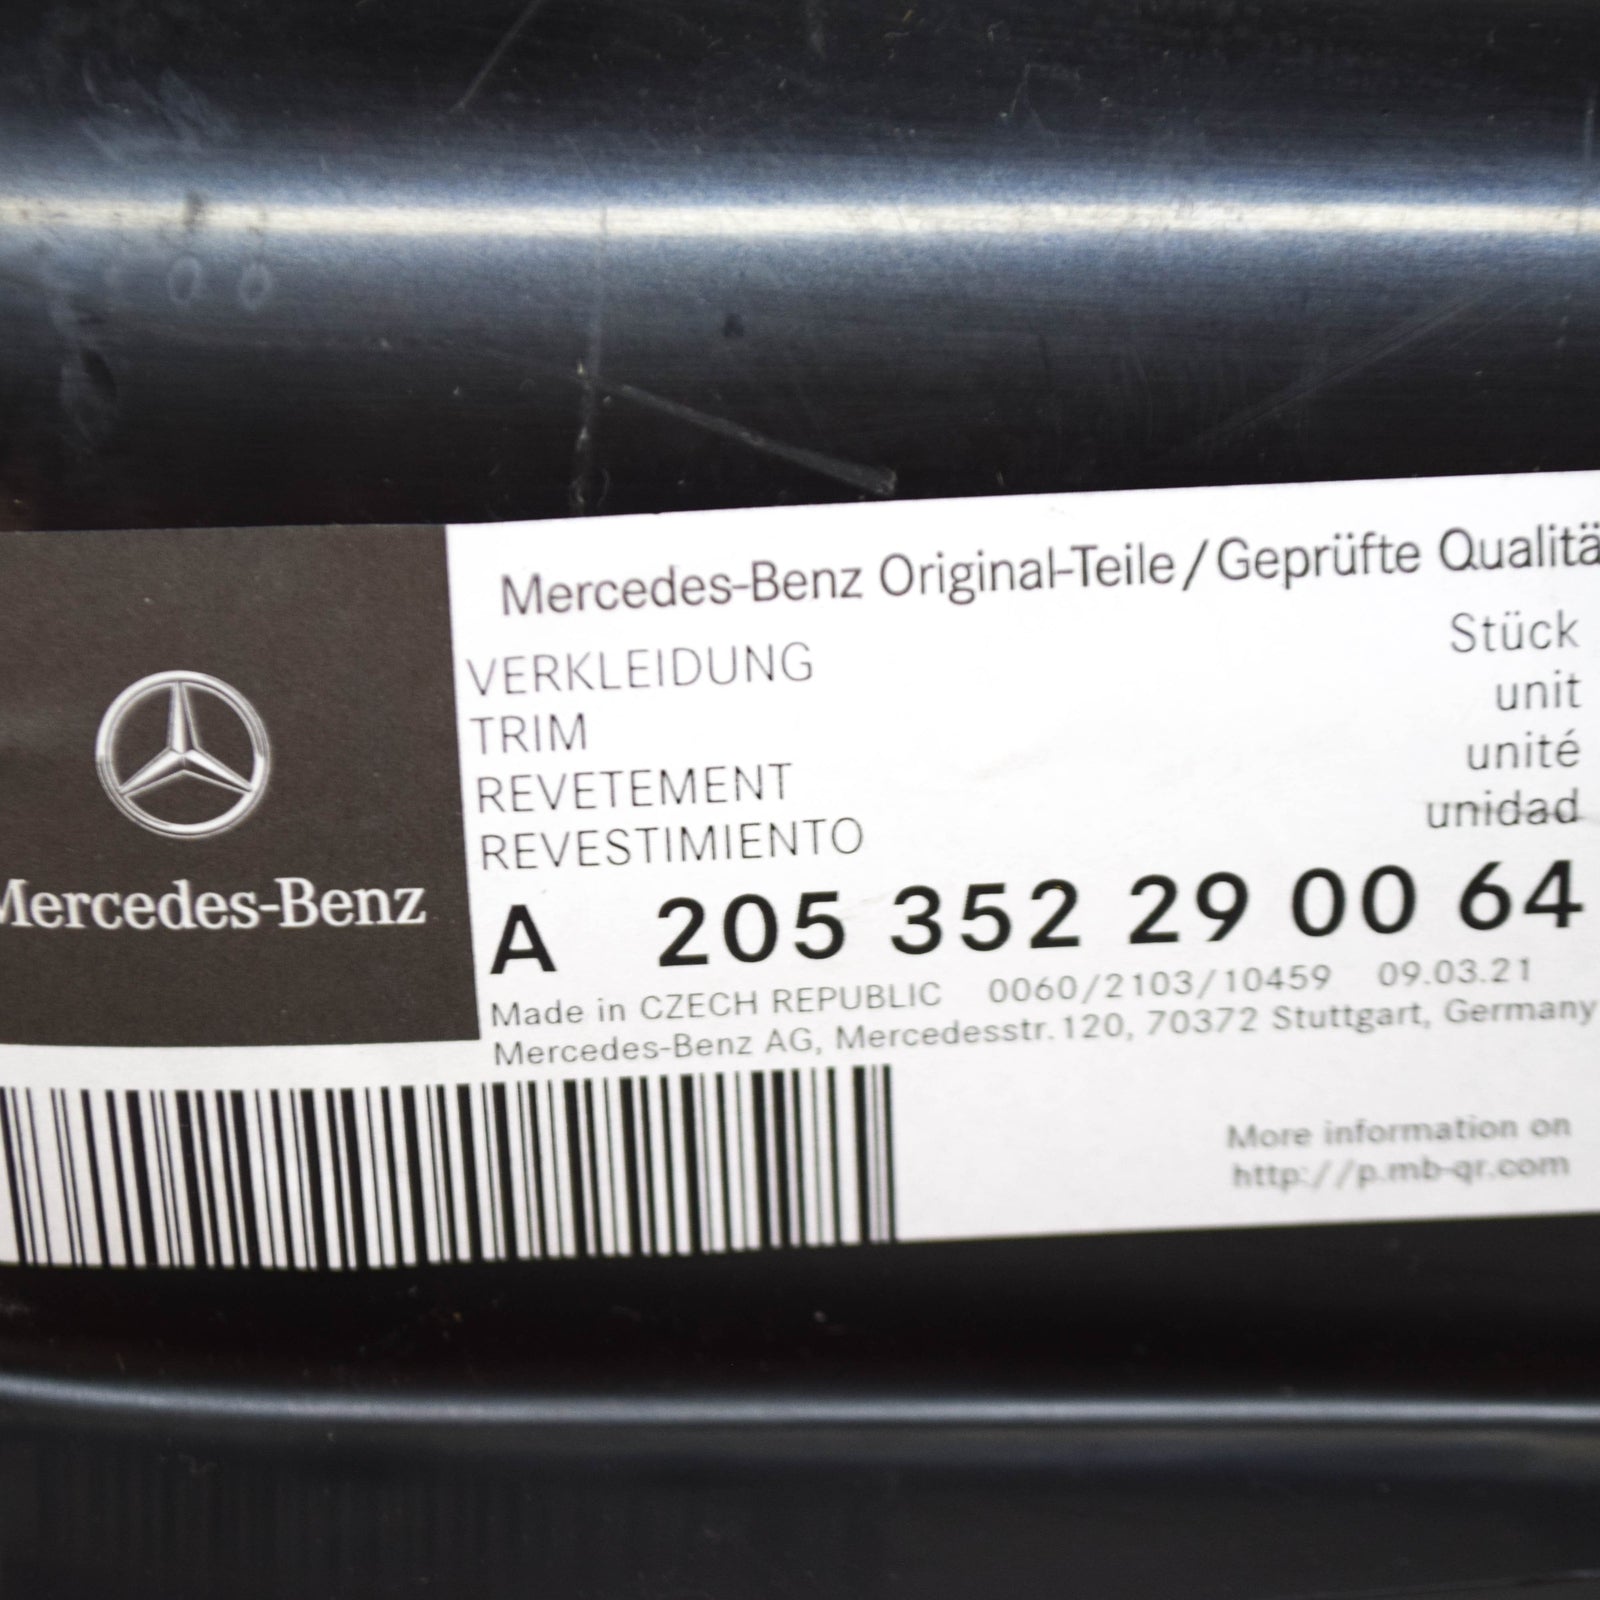 Mercedes-Benz
Mercedes-Benz Original-Teile/Geprüfte Qualitä
VERKLEIDUNG
TRIM
REVETEMENT
REVESTIMIENTO
Stück
unit
unité
unidad
A 205 352 29 00 64
Made in CZECH REPUBLIC 0060/2103/10459 09.03.21
Mercedes-Benz AG, Mercedesstr. 120, 70372 Stuttgart, Germany
More information on
http://p.mb-qr.com